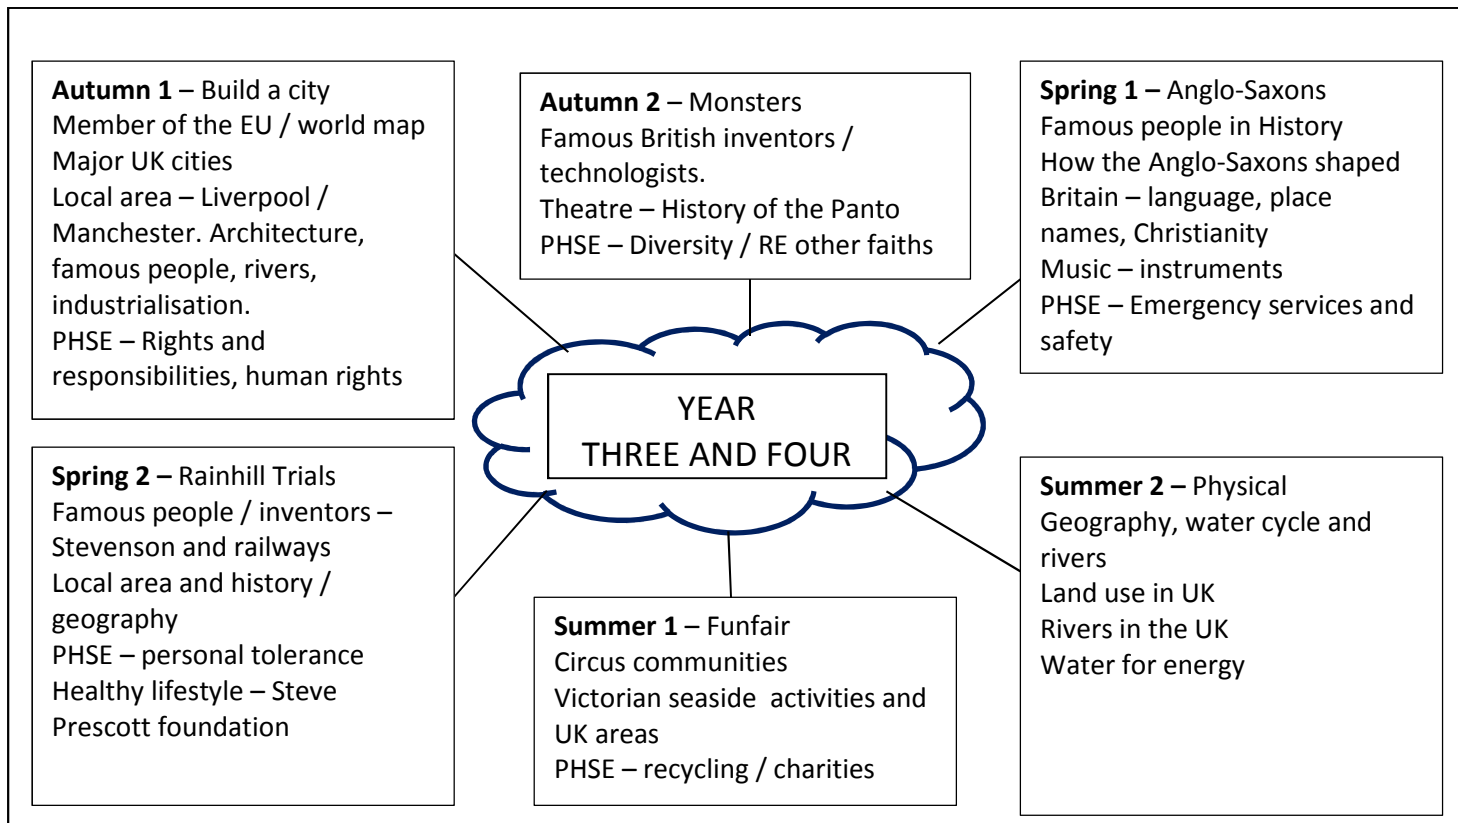 Autumn 1 – Build a city
Member of the EU / world map
Major UK cities
Local area – Liverpool /
Manchester. Architecture,
famous people, rivers,
industrialisation.
PHSE – Rights and
responsibilities, human rights
Autumn 2 – Monsters
Famous British inventors /
technologists.
Theatre – History of the Panto
PHSE – Diversity / RE other faiths
Spring 1 – Anglo-Saxons
Famous people in History
How the Anglo-Saxons shaped
Britain – language, place
names, Christianity
Music – instruments
PHSE – Emergency services and
safety
YEAR
THREE AND FOUR
Spring 2 – Rainhill Trials
Famous people / inventors –
Stevenson and railways
Local area and history /
geography
PHSE – personal tolerance
Healthy lifestyle – Steve
Prescott foundation
Summer 1 – Funfair
Circus communities
Victorian seaside  activities and
UK areas
PHSE – recycling / charities
Summer 2 – Physical
Geography, water cycle and
rivers
Land use in UK
Rivers in the UK
Water for energy